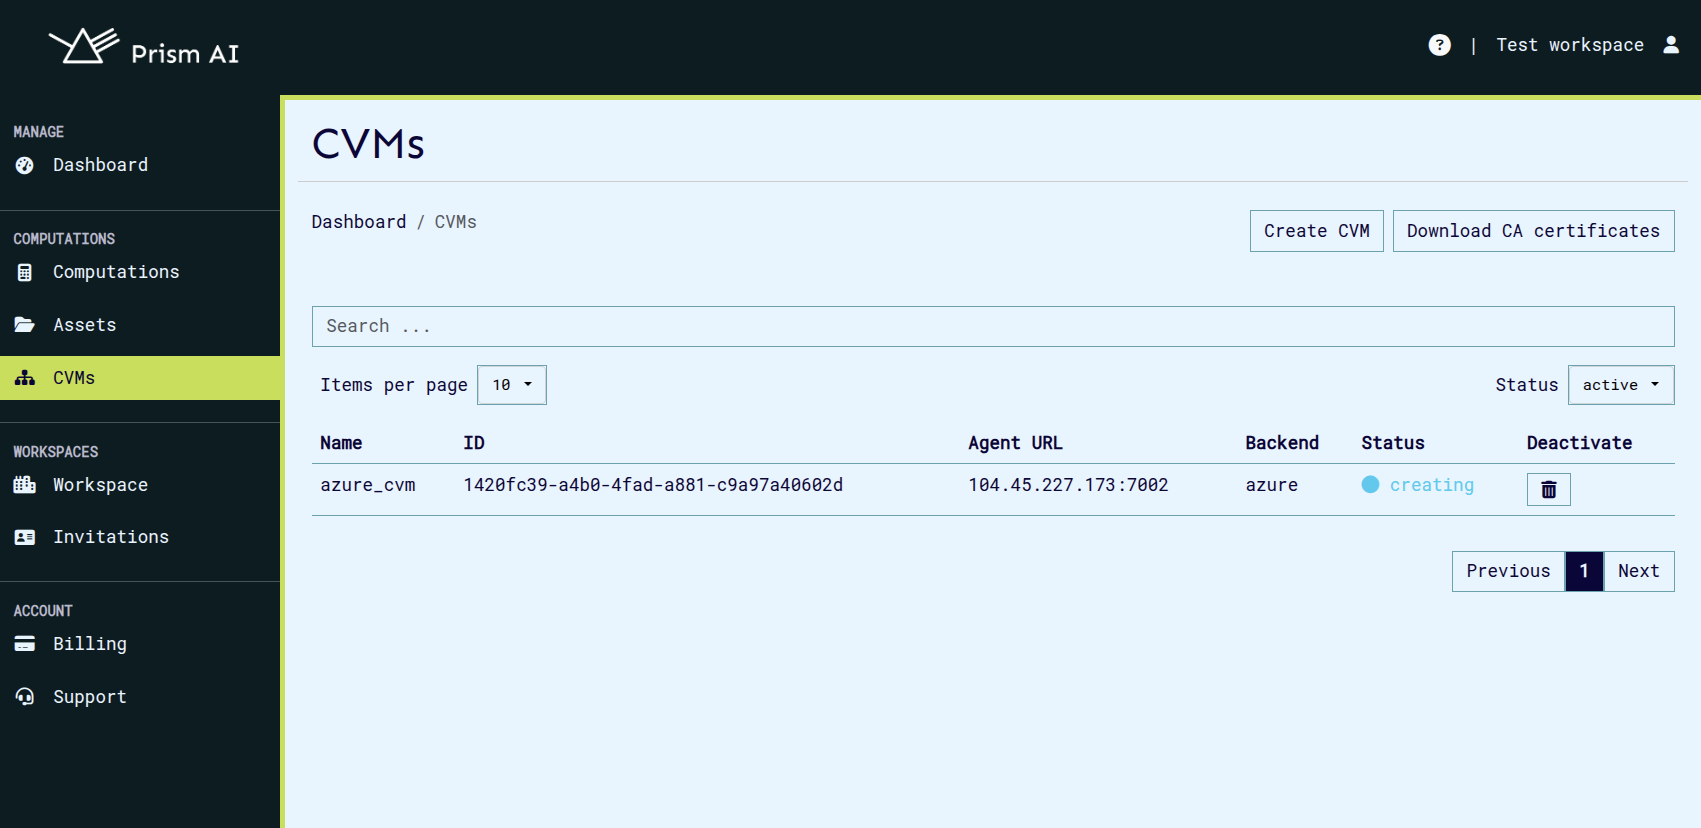 Prism AI
? | Test workspace
MANAGE
Dashboard
COMPUTATIONS
Computations
Assets
CVMs
WORKSPACES
Workspace
Invitations
ACCOUNT
Billing
Support
CVMs
Dashboard / CVMs
Create CVM Download CA certificates
Search ...
Items per page 10 Status active
Name ID Agent URL Backend Status Deactivate
azure_cvm 1420fc39-a4b0-4fad-a881-c9a97a40602d 104.45.227.173:7002 azure creating
Previous 1 Next